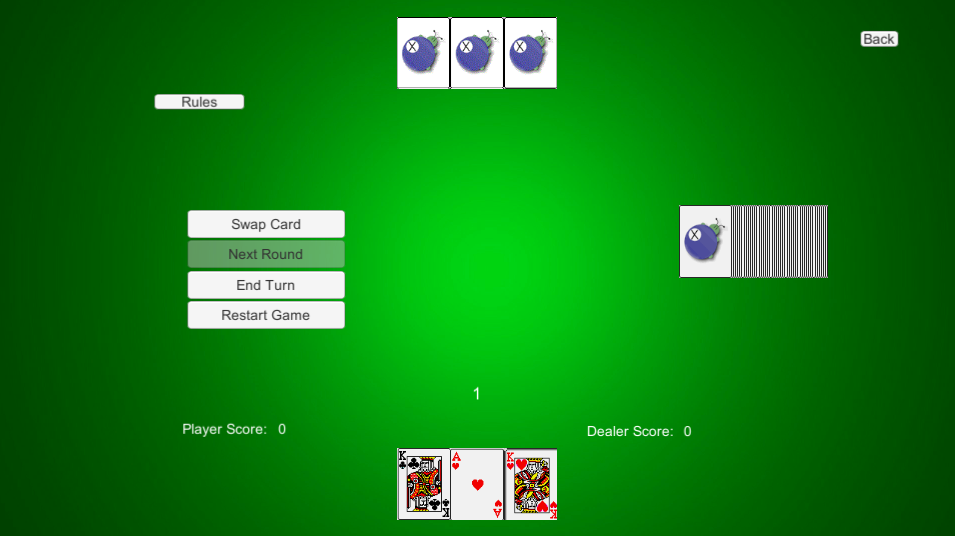 X X X
Back
Rules
Swap Card
X
Next Round
End Turn
Restart Game
1
Player Score: 0
Dealer Score: 0
K A K
K A K